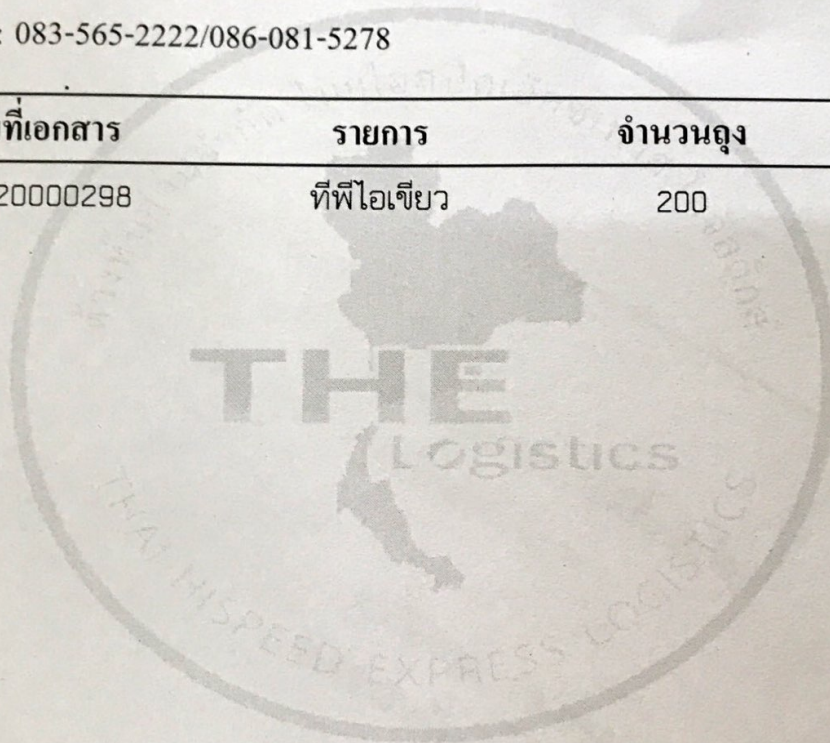 : 083-565-2222/086-081-5278
ที่เอกสาร รายการ จำนวนถุง
20000298 ทีพีไอเขียว 200
THE
Logistics
THAI HISPEED EXPRESS LOGISTICS